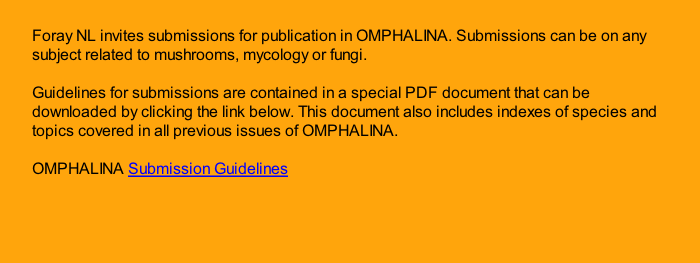 Foray NL invites submissions for publication in OMPHALINA. Submissions can be on any
subject related to mushrooms, mycology or fungi.
Guidelines for submissions are contained in a special PDF document that can be
downloaded by clicking the link below. This document also includes indexes of species and
topics covered in all previous issues of OMPHALINA.
OMPHALINA Submission Guidelines